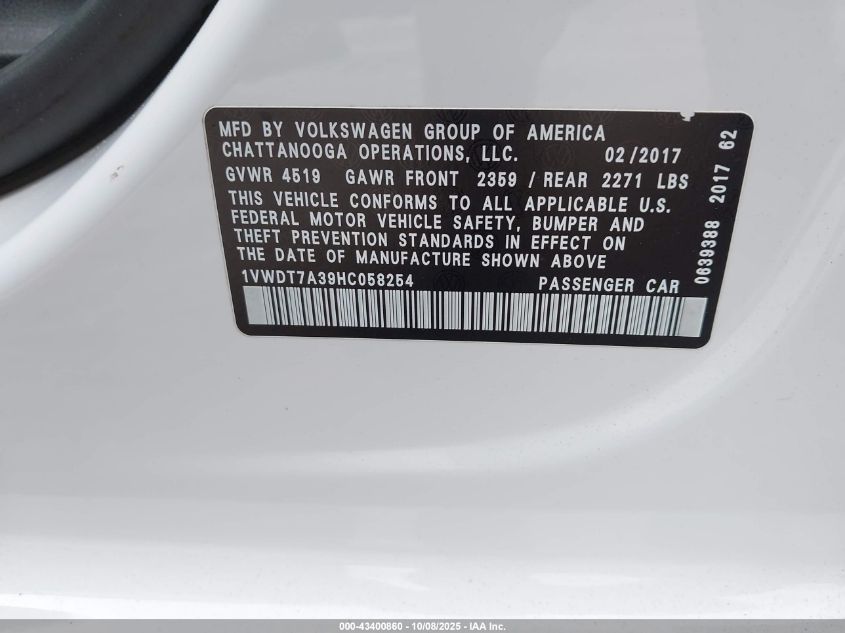 MFD BY VOLKSWAGEN GROUP OF AMERICA
CHATTANOOGA OPERATIONS, LLC. 02/2017
GVWR 4519 GAWR FRONT 2359 / REAR 2271 LBS
THIS VEHICLE CONFORMS TO ALL APPLICABLE U.S.
FEDERAL MOTOR VEHICLE SAFETY, BUMPER AND
THEFT PREVENTION STANDARDS IN EFFECT ON
THE DATE OF MANUFACTURE SHOWN ABOVE
1VWDT7A39HC058254 PASSENGER CAR
0639388 2017 62
000-43400860 - 10/08/2025 - IAA Inc.